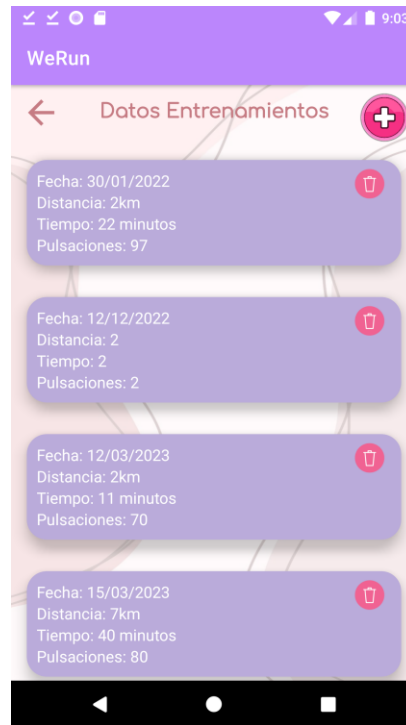 9:03
WeRun
Datos Entrenamientos
Fecha: 30/01/2022
Distancia: 2km
Tiempo: 22 minutos
Pulsaciones: 97
Fecha: 12/12/2022
Distancia: 2
Tiempo: 2
Pulsaciones: 2
Fecha: 12/03/2023
Distancia: 2km
Tiempo: 11 minutos
Pulsaciones: 70
Fecha: 15/03/2023
Distancia: 7km
Tiempo: 40 minutos
Pulsaciones: 80